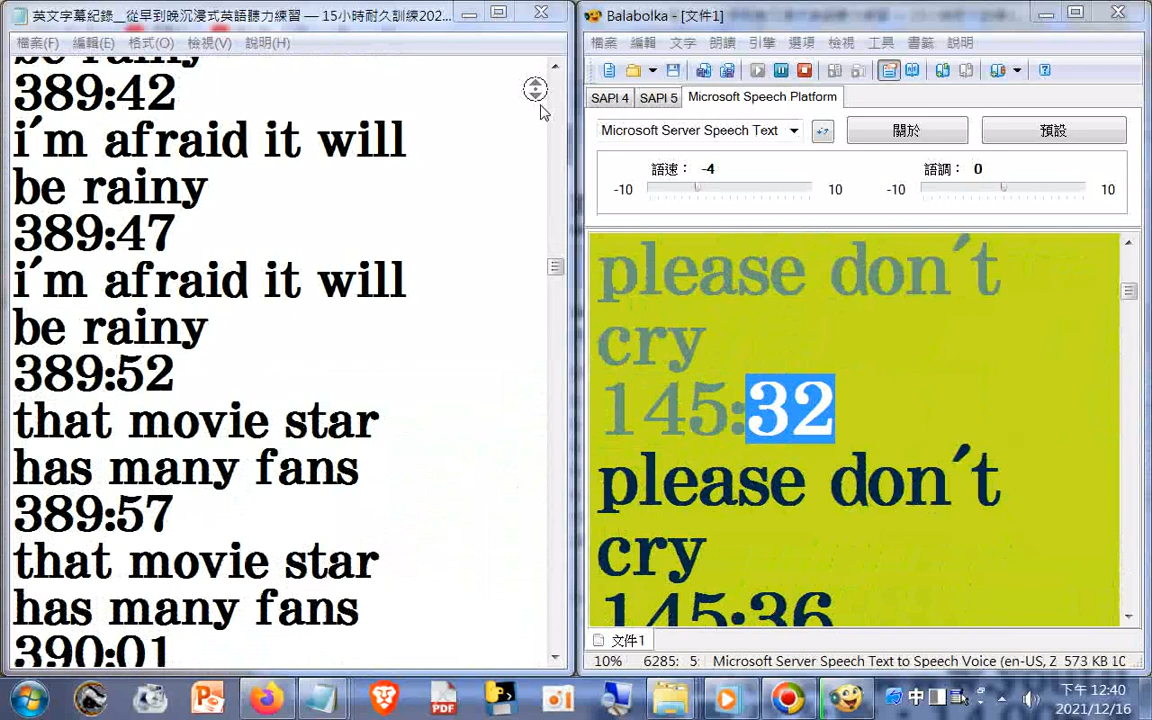 英文字幕紀錄__從早到晚沉浸式英語聽力練習 — 15小時耐久訓練202...
檔案(F) 編輯(E) 格式(O) 檢視(V) 說明(H)
be rainy
389:42
i´m afraid it will
be rainy
389:47
i´m afraid it will
be rainy
389:52
that movie star
has many fans
389:57
that movie star
has many fans
390:01
Balabolka - [文件1]
檔案 編輯 文字 朗讀 引擎 選項 檢視 工具 書籤 說明
SAPI 4 SAPI 5 Microsoft Speech Platform
Microsoft Server Speech Text 關於 預設
語速： -4 語調： 0
-10 10 -10 10
please don´t
cry
145:32
please don´t
cry
145:36
文件1
10% 6285: 5: Microsoft Server Speech Text to Speech Voice (en-US, Z 573 KB 10
PDF 中 下午 12:40
2021/12/16